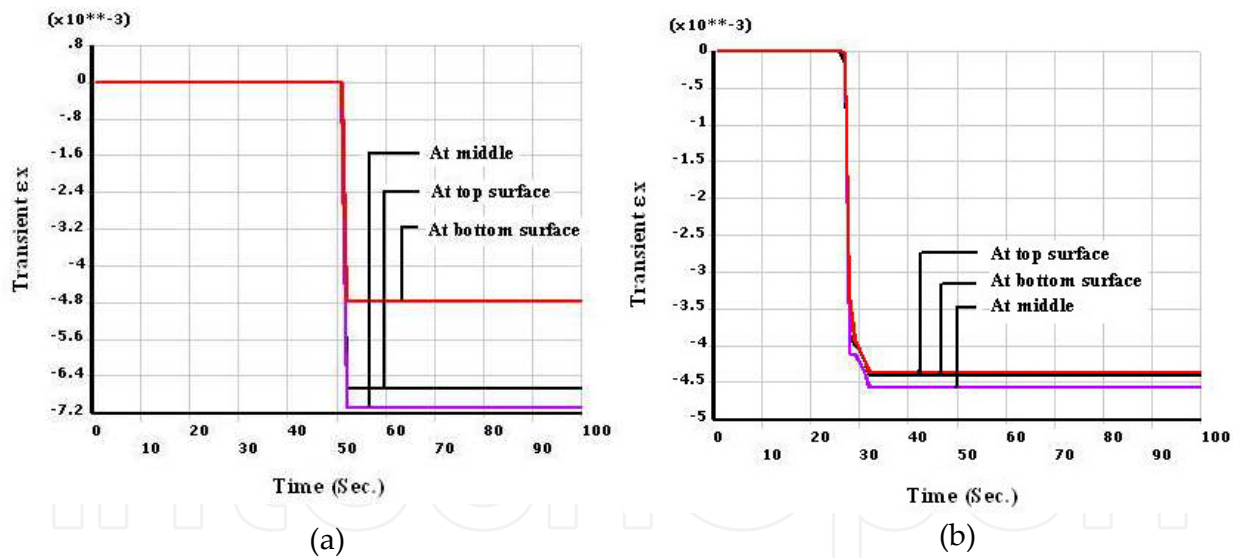 (x10**-3)
.8
0
-.8
-1.6
-2.4
-3.2
-4
-4.8
-5.6
-6.4
-7.2
Transient εx
At middle
At top surface
At bottom surface
0 20 40 60 80 100
10 30 50 70 90
Time (Sec.)
(a)
(x10**-3)
0
-.5
-1
-1.5
-2
-2.5
-3
-3.5
-4
-4.5
-5
Transient εx
At top surface
At bottom surface
At middle
0 20 40 60 80 100
10 30 50 70 90
Time (Sec.)
(b)